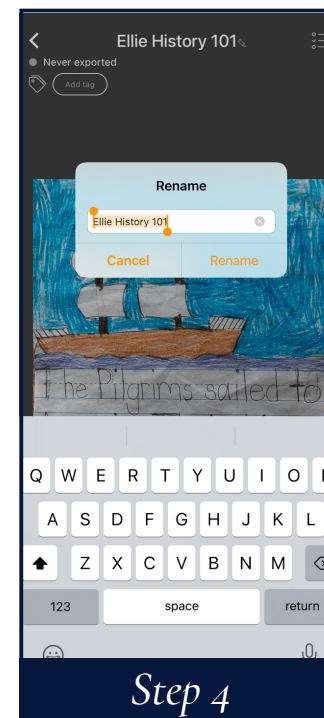 Ellie History 101
Never exported
Add tag
Rename
Ellie History 101
Cancel Rename
The Pilgrims sailed to
Q W E R T Y U I O
A S D F G H J K L
Z X C V B N M
123 space return
Step 4